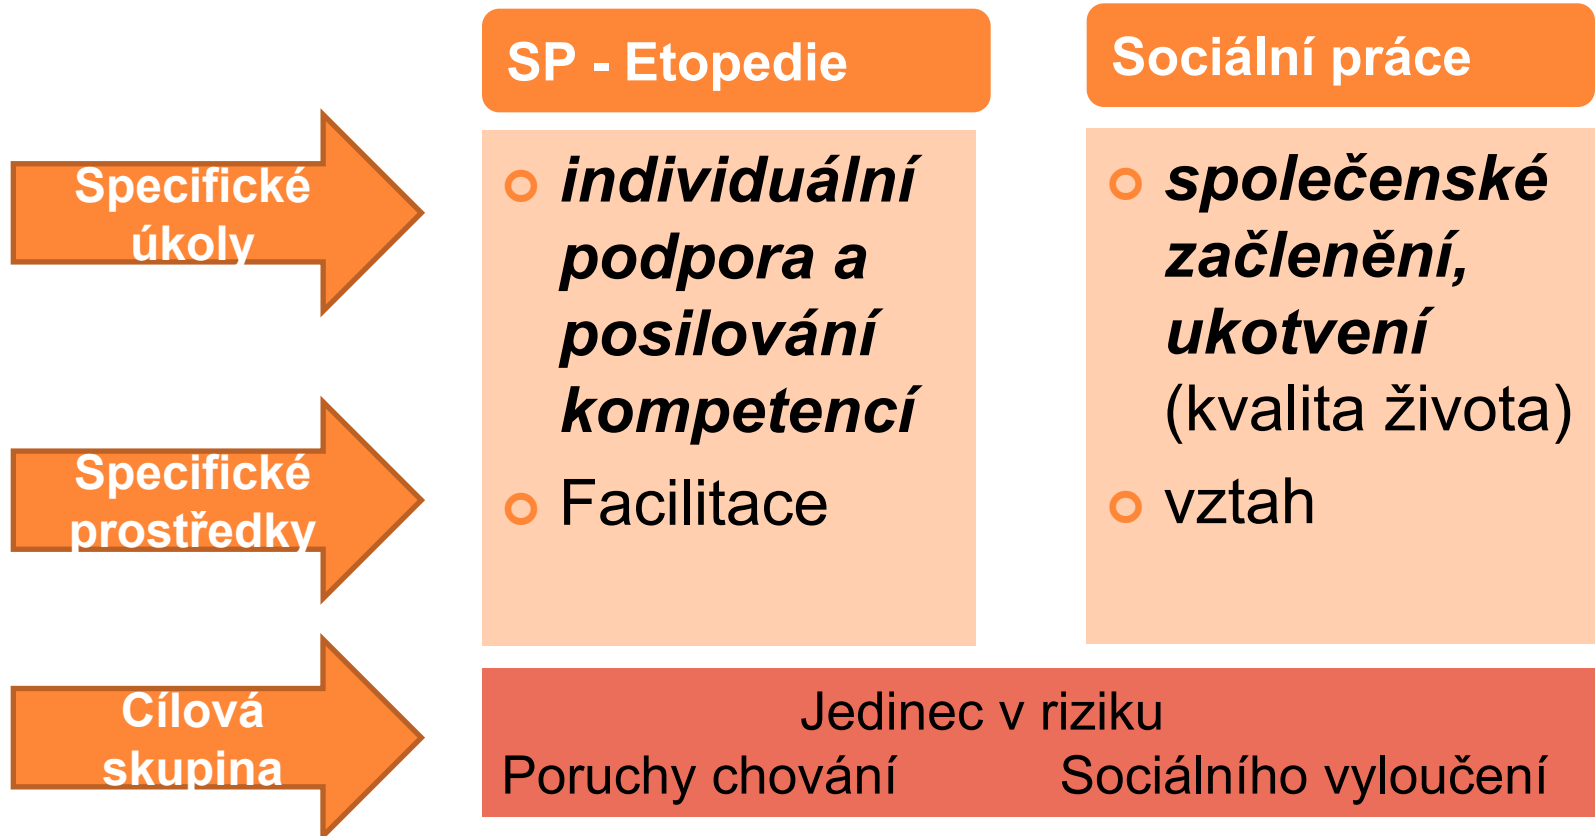 SP - Etopedie
Sociální práce
Specifické
úkoly
individuální
podpora a
posilování
kompetencí
Facilitace
společenské
začlenění,
ukotvení
(kvalita života)
vztah
Specifické
prostředky
Cílová
skupina
Jedinec v riziku
Poruchy chování
Sociálního vyloučení